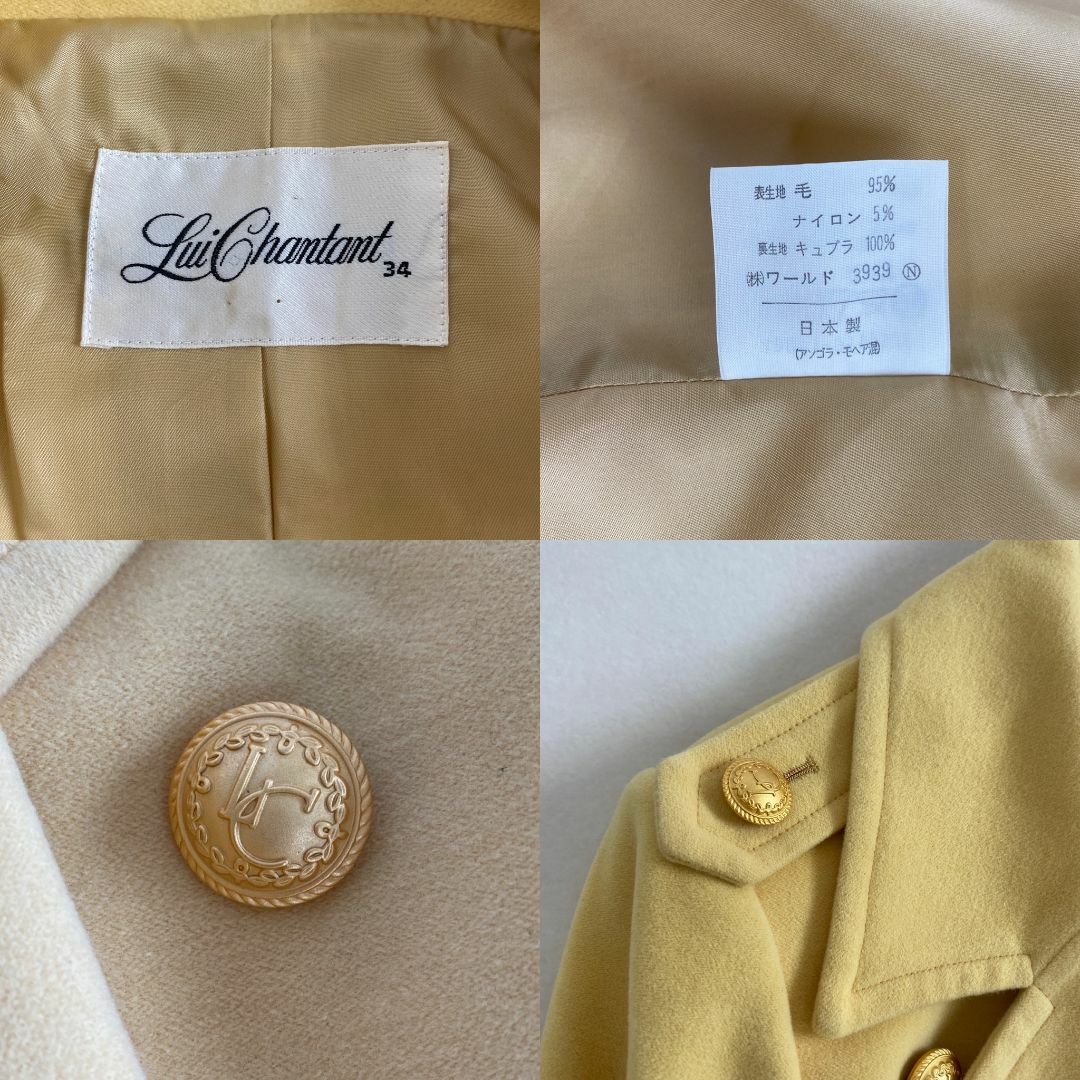 Lui Chantant
34
表生地 毛 95%
ナイロン 5%
裏生地 キュプラ 100%
㈱ワールド 3939 Ⓝ
日本製
(アンゴラ・モヘア混)
LC